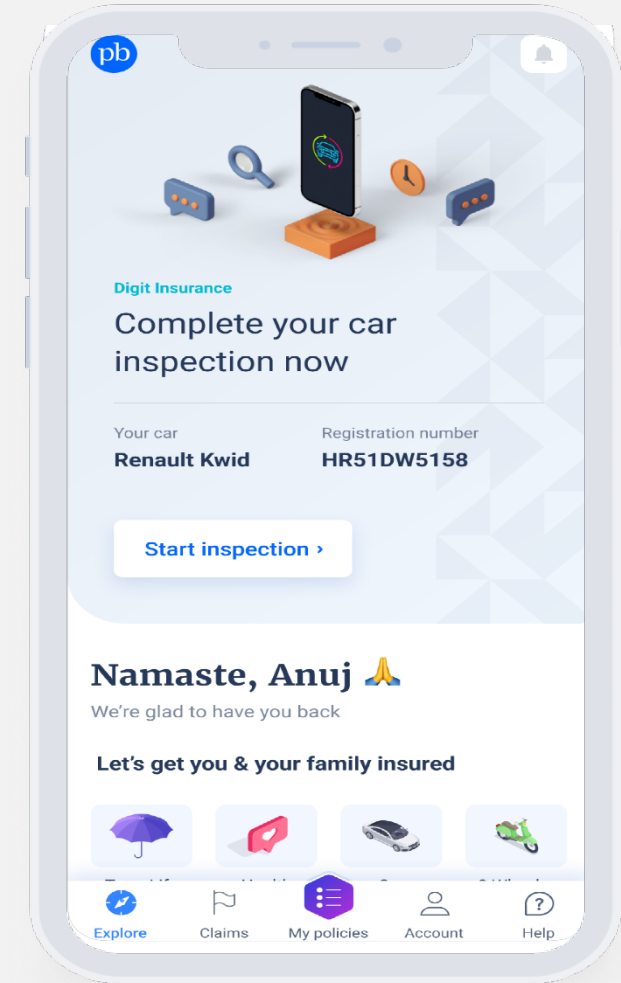 pb
Digit Insurance
Complete your car
inspection now
Your car
Registration number
Renault Kwid
HR51DW5158
Start inspection ›
Namaste, Anuj 🙏
We're glad to have you back
Let's get you & your family insured
Explore
Claims
My policies
Account
Help